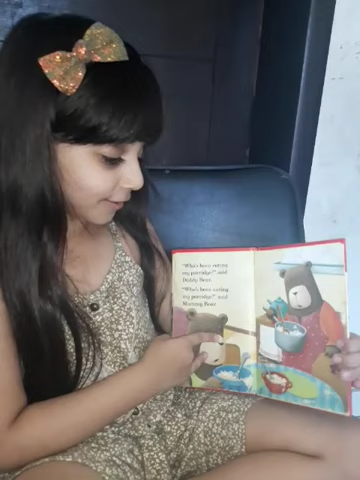 "Who's been eating
my porridge?" said
Daddy Bear.
"Who's been eating
my porridge?" said
Mummy Bear.